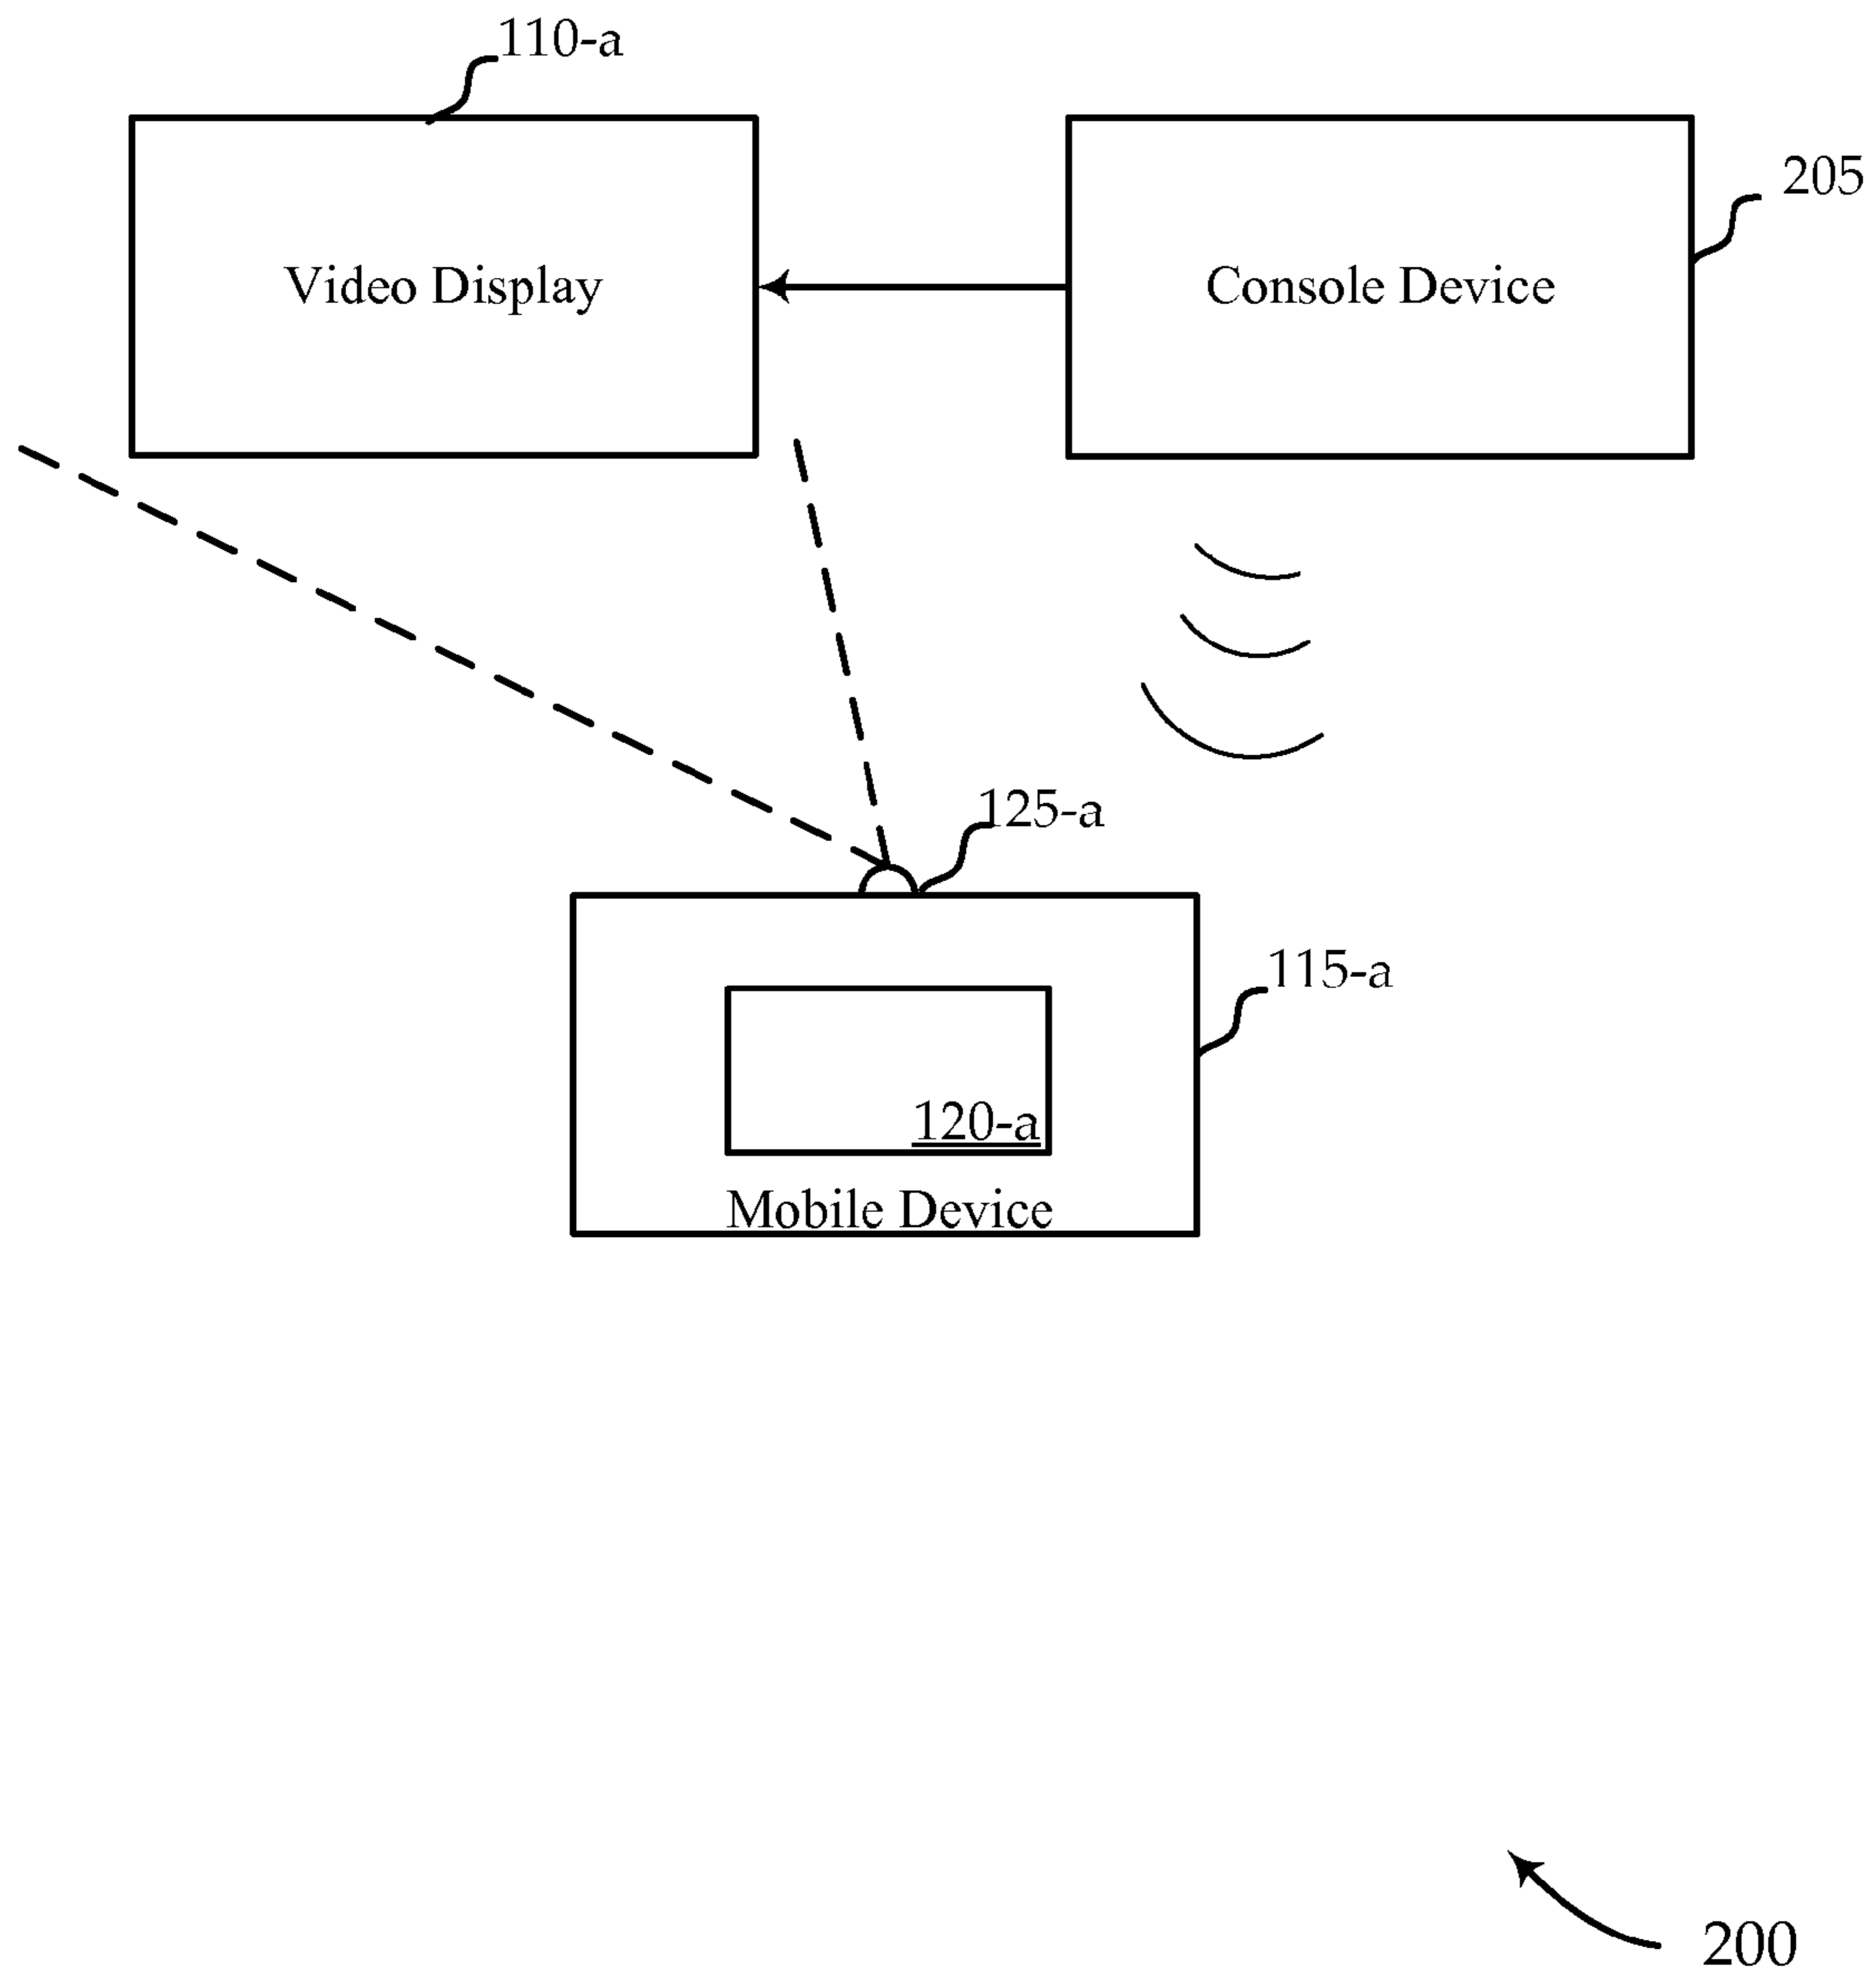 110-a
205
Video Display
Console Device
125-a
115-a
120-a
Mobile Device
200